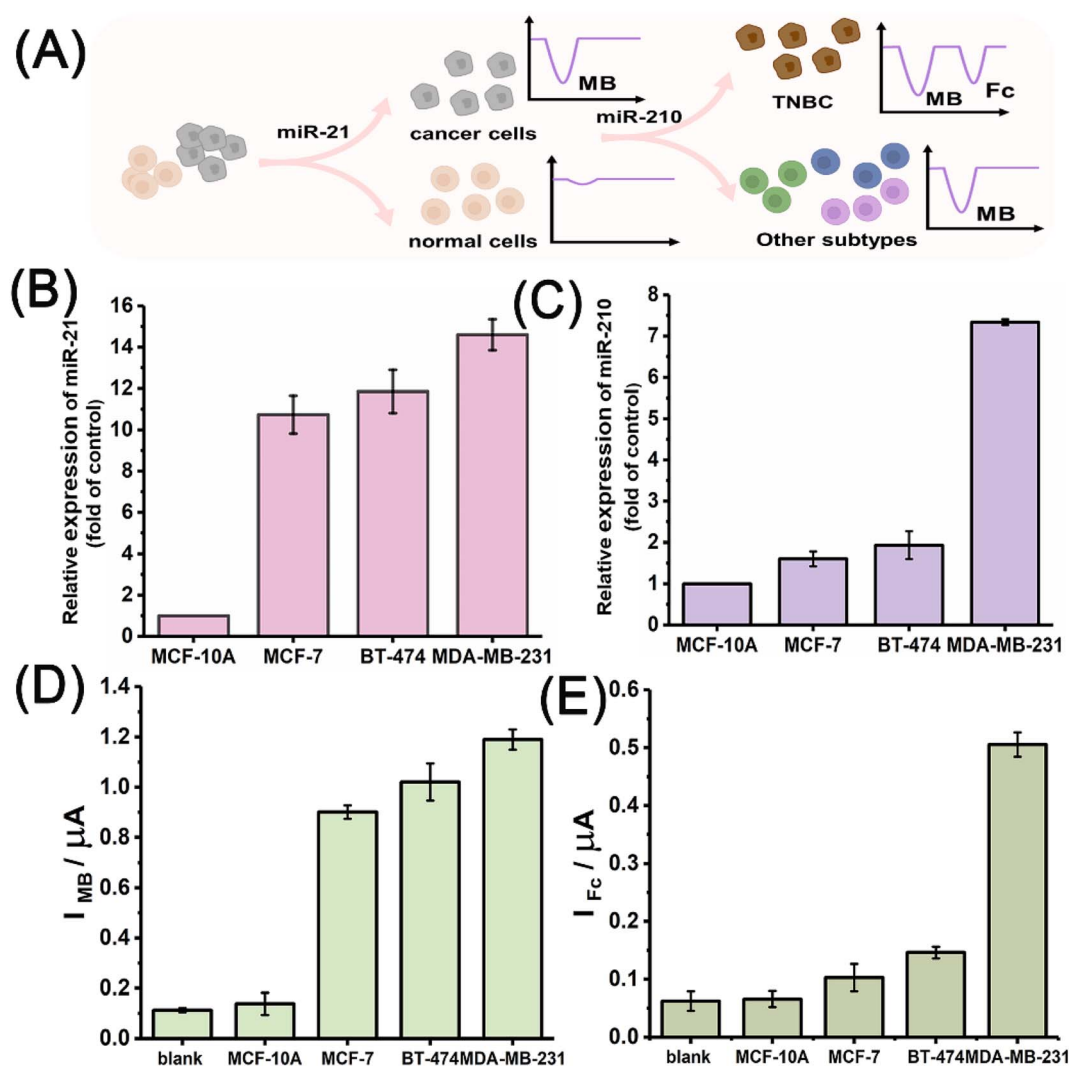 (A)
miR-21
cancer cells
MB
normal cells
miR-210
TNBC
MB
Fc
Other subtypes
MB
(B)
Relative expression of miR-21
(fold of control)
16
14
12
10
8
6
4
2
0
MCF-10A MCF-7 BT-474 MDA-MB-231
(C)
Relative expression of miR-210
(fold of control)
8
7
6
5
4
3
2
1
0
MCF-10A MCF-7 BT-474 MDA-MB-231
(D)
I MB / μA
1.4
1.2
1.0
0.8
0.6
0.4
0.2
0.0
blank MCF-10A MCF-7 BT-474 MDA-MB-231
(E)
I Fc / μA
0.6
0.5
0.4
0.3
0.2
0.1
0.0
blank MCF-10A MCF-7 BT-474 MDA-MB-231